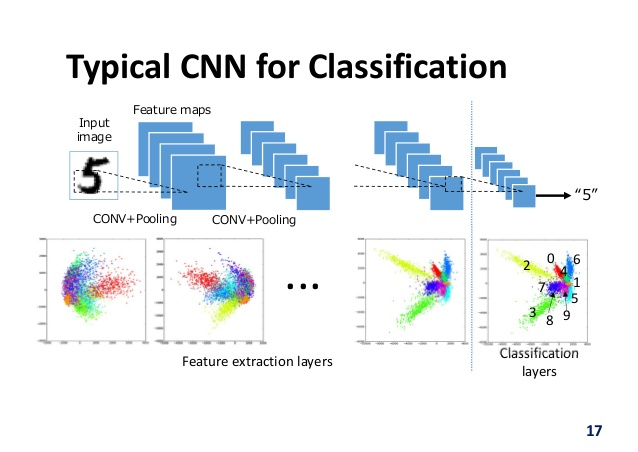 Typical CNN for Classification
Feature maps
Input
image
5
"5"
CONV+Pooling
CONV+Pooling
...
2
0
4
6
7
1
5
3
8
9
Feature extraction layers
Classification
layers
17